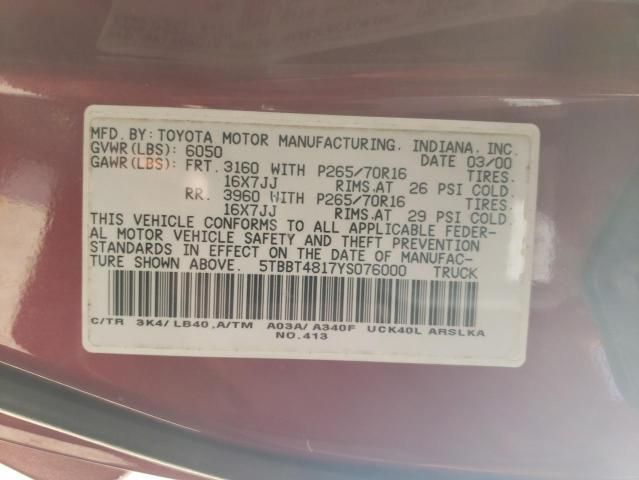 MFD. BY: TOYOTA MOTOR MANUFACTURING. INDIANA. INC.
GVWR(LBS): 6050 DATE 03/00
GAWR(LBS): FRT. 3160 WITH P265/70R16 TIRES.
16X7JJ RIMS.AT 26 PSI COLD.
RR. 3960 WITH P265/70R16 TIRES.
16X7JJ RIMS.AT 29 PSI COLD.
THIS VEHICLE CONFORMS TO ALL APPLICABLE FEDER-
AL MOTOR VEHICLE SAFETY AND THEFT PREVENTION
STANDARDS IN EFFECT ON THE DATE OF MANUFAC-
TURE SHOWN ABOVE. 5TBBT4817YS076000 TRUCK
C/TR 3K4/ LB40 ,A/TM A03A/ A340F UCK40L ARSLKA
NO.413